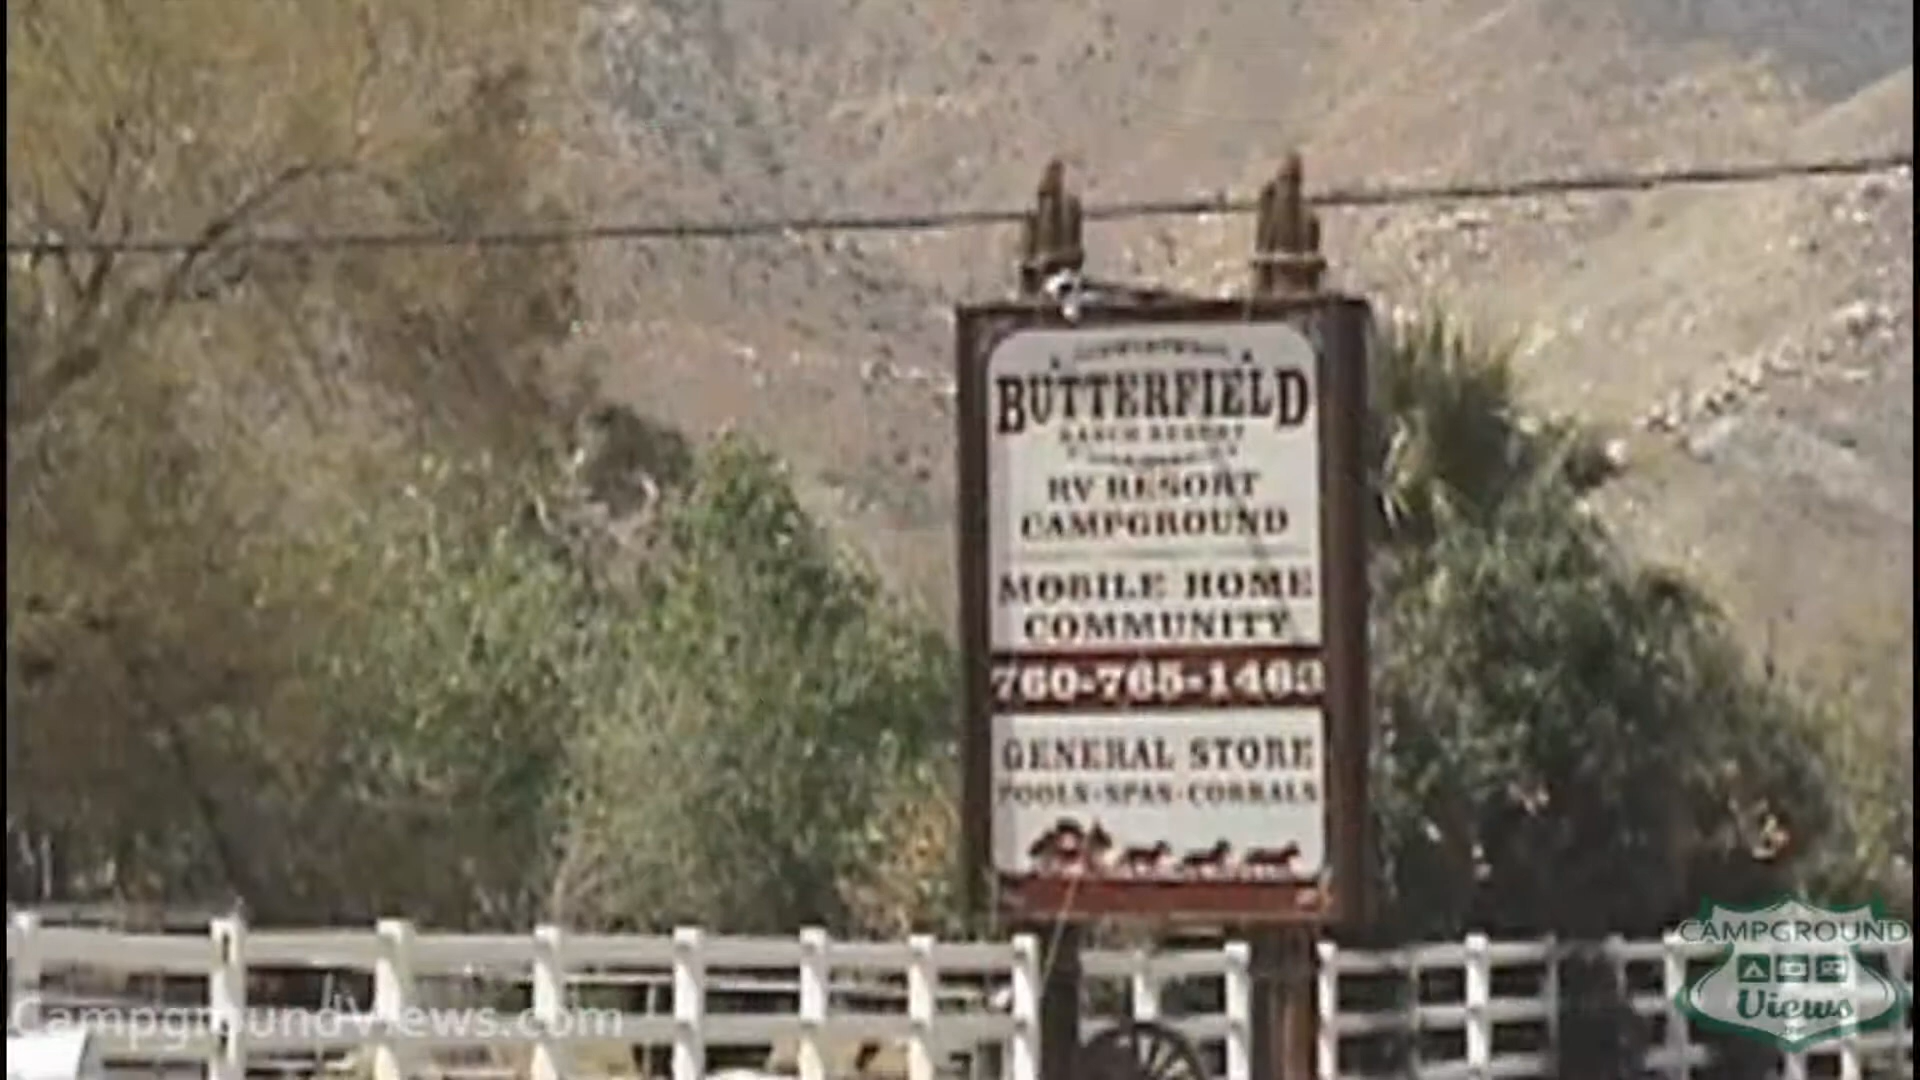 BUTTERFIELD
RANCH RESORT
RV RESORT
CAMPGROUND
MOBILE HOME
COMMUNITY
760-765-1463
GENERAL STORE
POOLS-SPAS-CORRALS
CampgroundViews.com
CAMPGROUND
Views